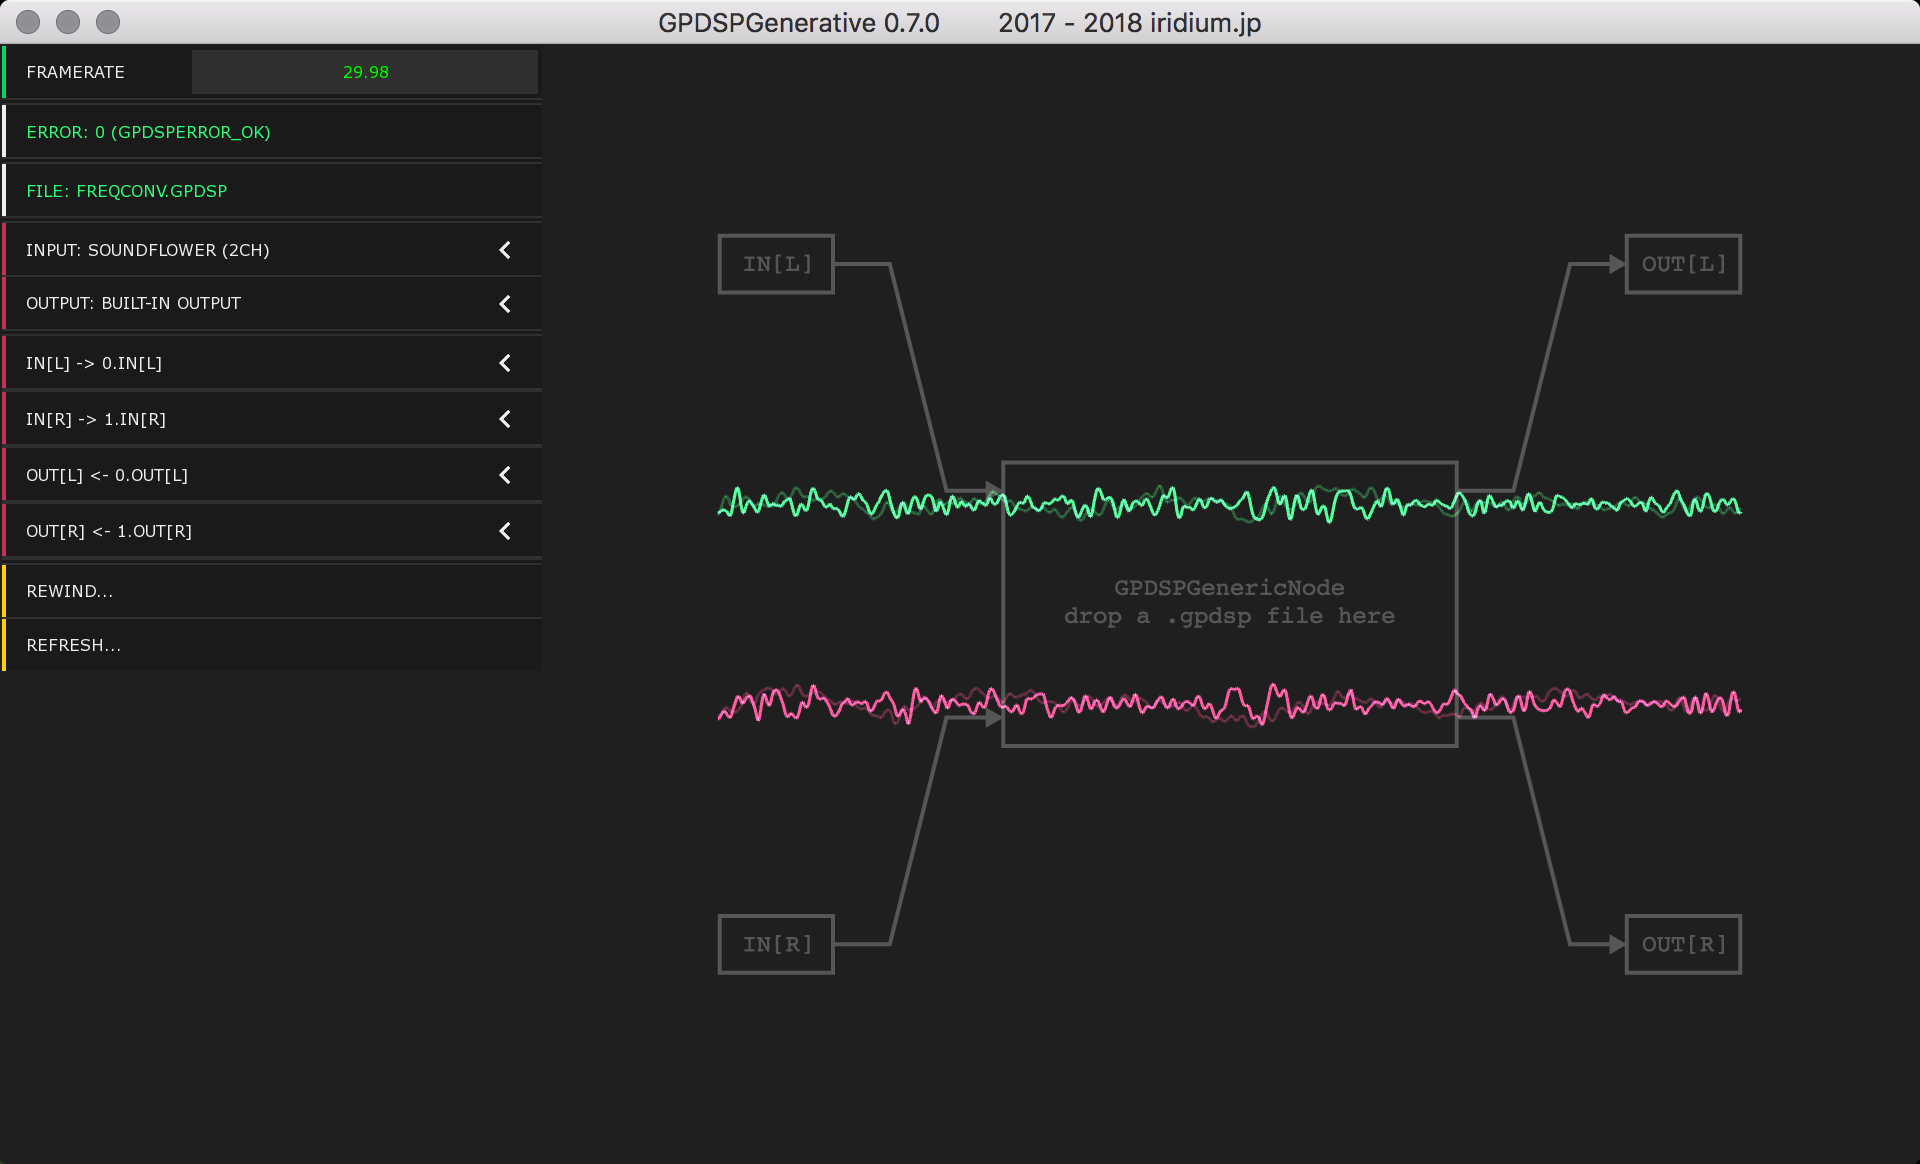 GPDSPGenerative 0.7.0 2017 - 2018 iridium.jp
FRAMERATE 29.98
ERROR: 0 (GPDSPERROR_OK)
FILE: FREQCONV.GPDSP
INPUT: SOUNDFLOWER (2CH)
OUTPUT: BUILT-IN OUTPUT
IN[L] -> 0.IN[L]
IN[R] -> 1.IN[R]
OUT[L] <- 0.OUT[L]
OUT[R] <- 1.OUT[R]
REWIND...
REFRESH...
IN[L]
OUT[L]
GPDSPGenericNode
drop a .gpdsp file here
IN[R]
OUT[R]